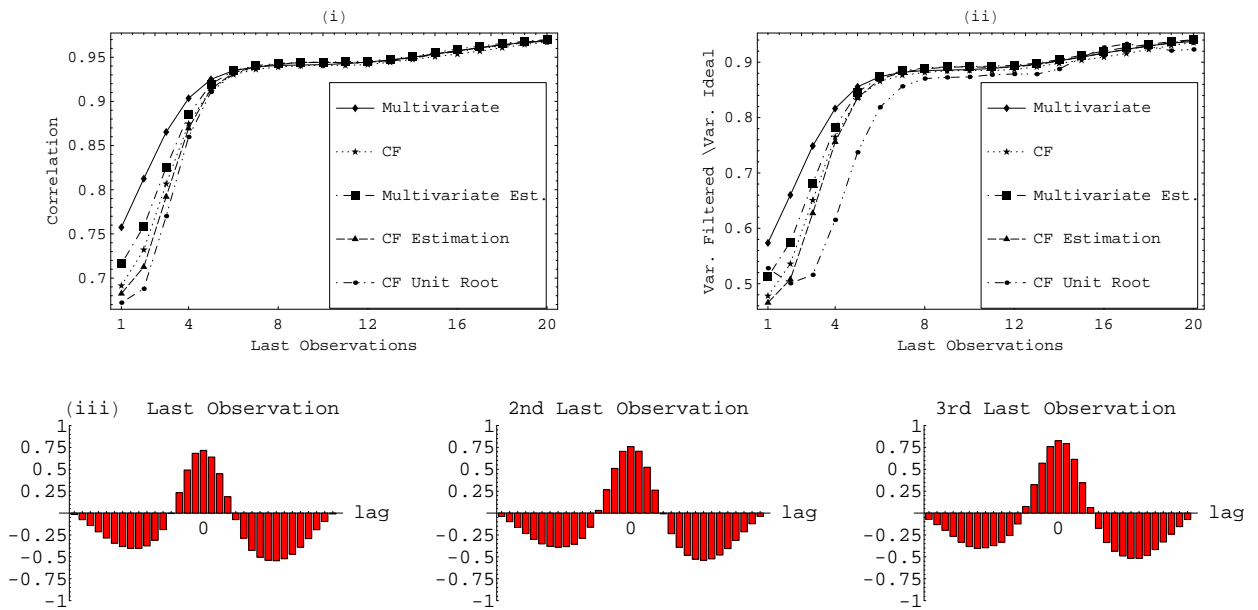 (i)
Correlation
0.95
0.9
0.85
0.8
0.75
0.7
Multivariate
CF
Multivariate Est.
CF Estimation
CF Unit Root
1 4 8 12 16 20
Last Observations
(ii)
Var. Filtered \Var. Ideal
0.9
0.8
0.7
0.6
0.5
Multivariate
CF
Multivariate Est.
CF Estimation
CF Unit Root
1 4 8 12 16 20
Last Observations
(iii) Last Observation
1
0.75
0.5
0.25
-0.25
-0.5
-0.75
-1
0
lag
2nd Last Observation
1
0.75
0.5
0.25
-0.25
-0.5
-0.75
-1
0
lag
3rd Last Observation
1
0.75
0.5
0.25
-0.25
-0.5
-0.75
-1
0
lag